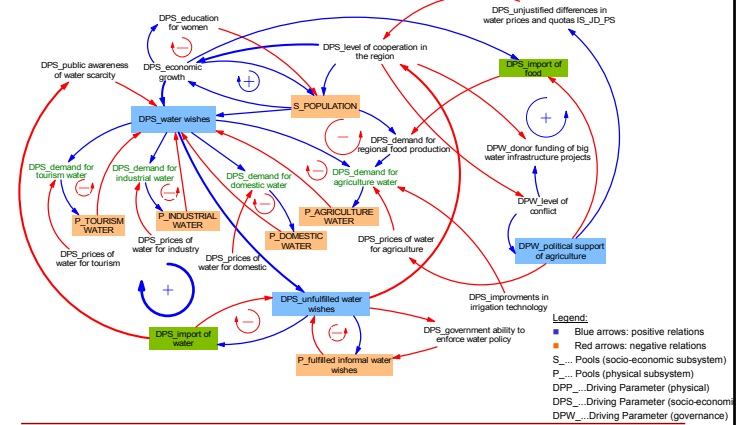 DPS_unjustified differences in
water prices and quotas IS_JD_PS
DPS_education
for women
DPS_level of cooperation in
the region
DPS_public awareness
of water scarcity
DPS_economic
growth
DPS_import of
food
S_POPULATION
DPS_water wishes
DPS_demand for
regional food production
DPW_donor funding of big
water infrastructure projects
DPS_demand for
tourism water
DPS_demand for
industrial water
DPS_demand for
domestic water
DPS_demand for
agriculture water
DPW_level of
conflict
P_TOURISM
WATER
P_INDUSTRIAL
WATER
P_AGRICULTURE
WATER
P_DOMESTIC
WATER
DPS_prices of
water for tourism
DPS_prices of
water for industry
DPS_prices of
water for domestic
DPS_prices of water
for agriculture
DPW_political support
of agriculture
DPS_unfulfilled water
wishes
DPS_improvments in
irrigation technology
DPS_import of
water
DPS_government ability to
enforce water policy
P_fulfilled informal water
wishes
Legend:
Blue arrows: positive relations
Red arrows: negative relations
S_... Pools (socio-economic subsystem)
P_... Pools (physical subsystem)
DPP_...Driving Parameter (physical)
DPS_...Driving Parameter (socio-economi
DPW_...Driving Parameter (governance)